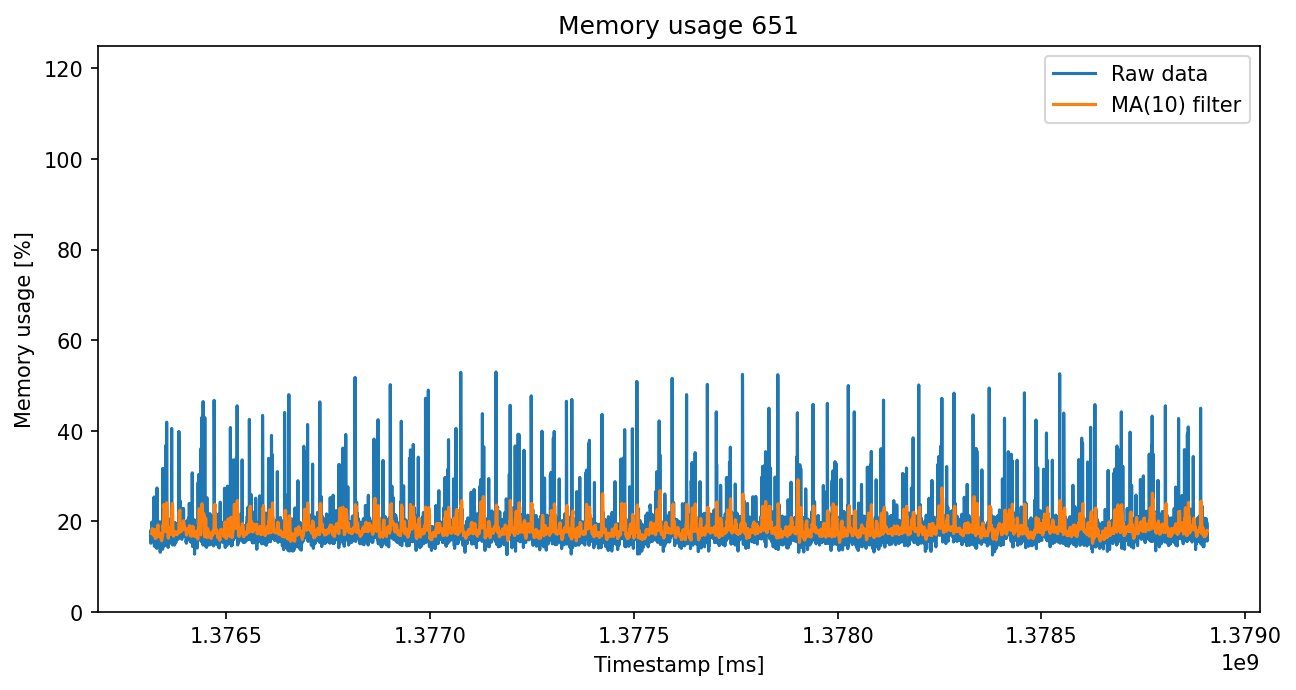 Memory usage 651
120
100
80
60
40
20
0
Memory usage [%]
Raw data
MA(10) filter
1.3765 1.3770 1.3775 1.3780 1.3785 1.3790
1e9
Timestamp [ms]